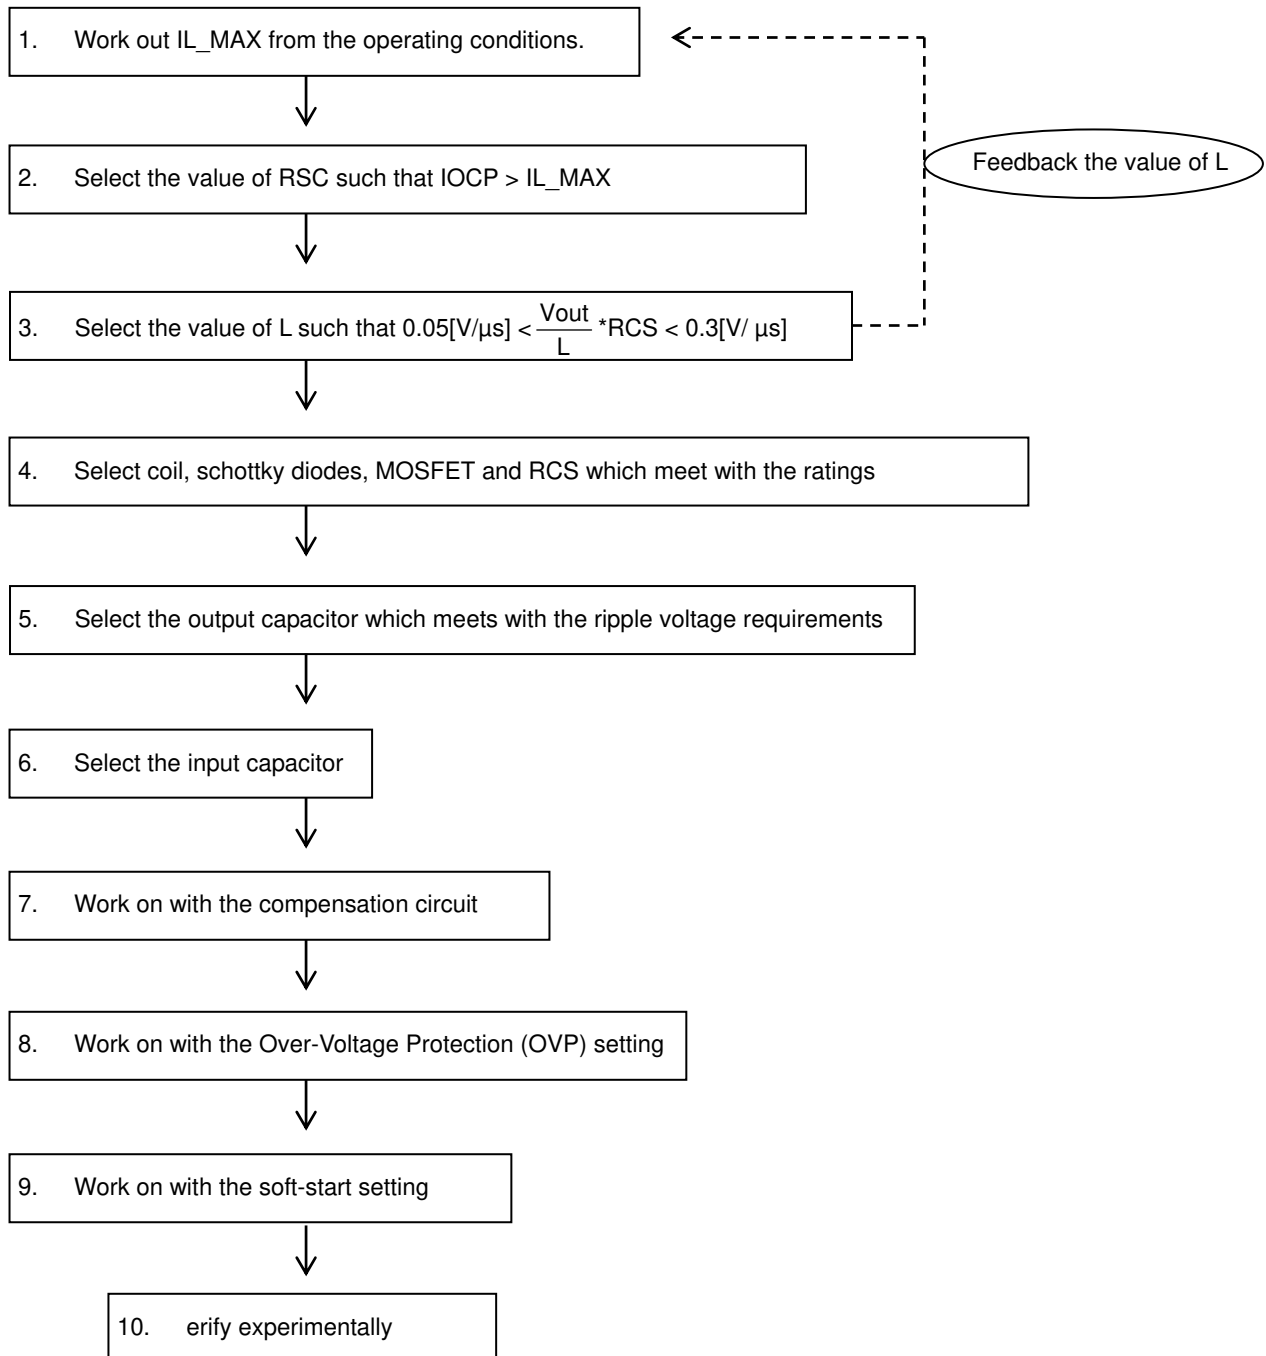 1. Work out IL_MAX from the operating conditions.
Feedback the value of L
2. Select the value of RSC such that IOCP > IL_MAX
3. Select the value of L such that 0.05[V/μs] < Vout/L *RCS < 0.3[V/ μs]
4. Select coil, schottky diodes, MOSFET and RCS which meet with the ratings
5. Select the output capacitor which meets with the ripple voltage requirements
6. Select the input capacitor
7. Work on with the compensation circuit
8. Work on with the Over-Voltage Protection (OVP) setting
9. Work on with the soft-start setting
10. erify experimentally